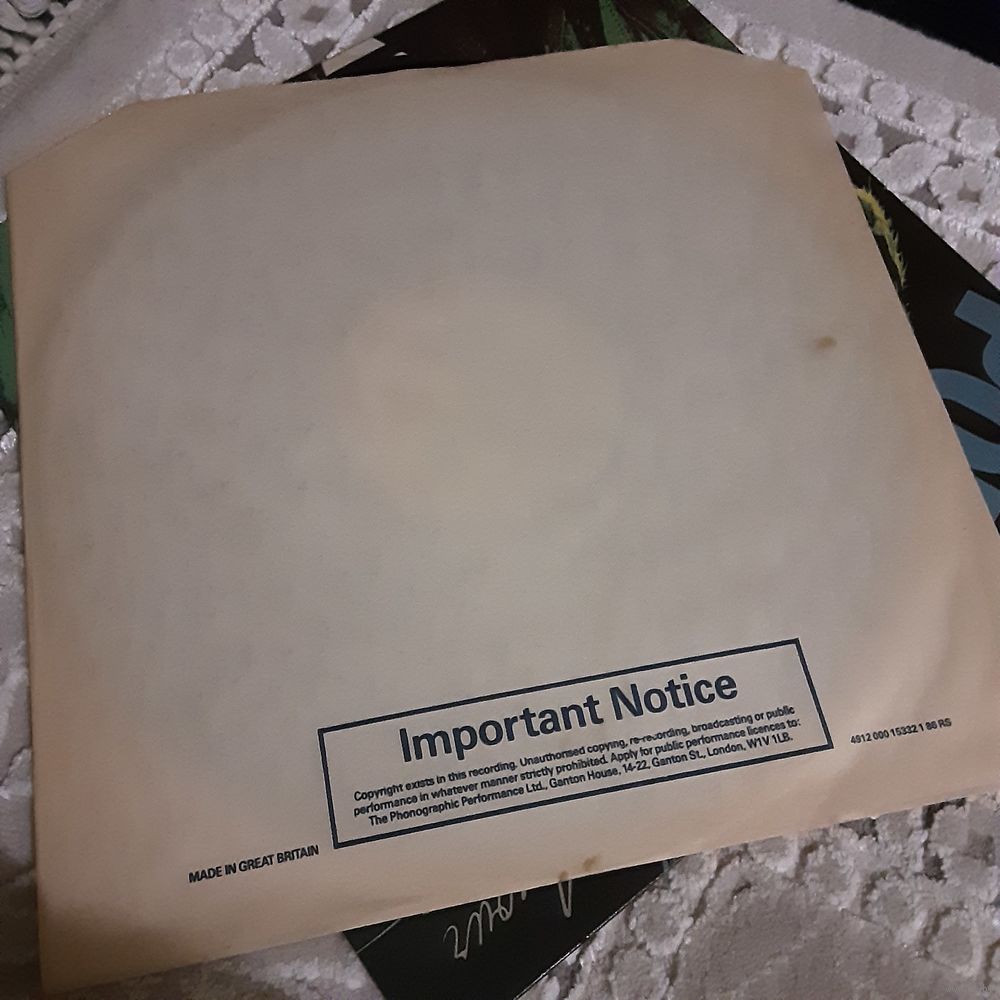 Important Notice
Copyright exists in this recording. Unauthorised copying, re-recording, broadcasting or public
performance in whatever manner strictly prohibited. Apply for public performance licences to:
The Phonographic Performance Ltd., Ganton House, 14-22, Ganton St., London, W1V 1LB.
4912 000 15332 1 86 RS
MADE IN GREAT BRITAIN